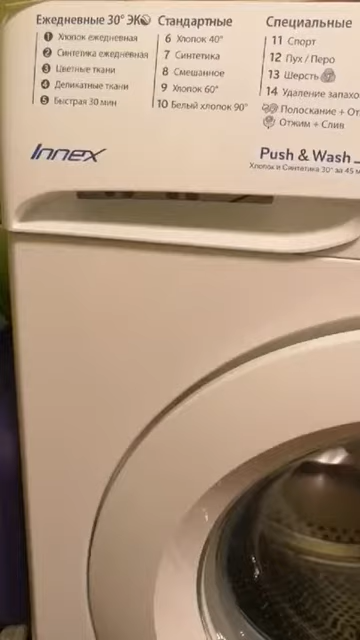 Ежедневные 30° ЭКО
1 Хлопок ежедневная
2 Синтетика ежедневная
3 Цветные ткани
4 Деликатные ткани
5 Быстрая 30 мин
Стандартные
6 Хлопок 40°
7 Синтетика
8 Смешанное
9 Хлопок 60°
10 Белый хлопок 90°
Специальные
11 Спорт
12 Пух / Перо
13 Шерсть
14 Удаление запахо
Полоскание + От
Отжим + Слив
Innex
Push & Wash
Хлопок и Синтетика 30° за 45 м